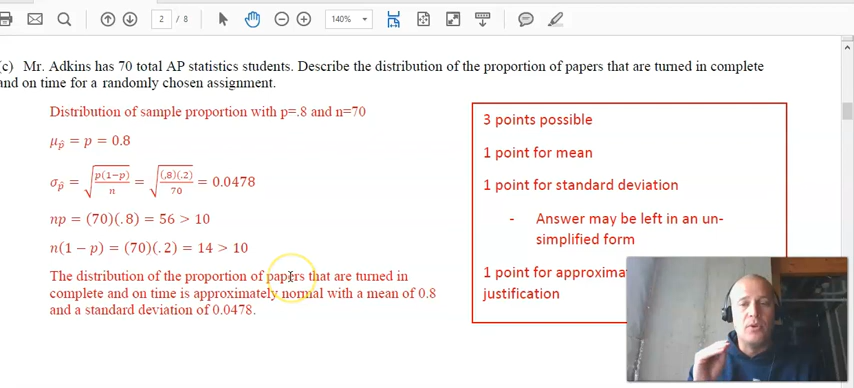 2 / 8
140%
(c) Mr. Adkins has 70 total AP statistics students. Describe the distribution of the proportion of papers that are turned in complete
and on time for a randomly chosen assignment.
Distribution of sample proportion with p=.8 and n=70
μp̂ = p = 0.8
σp̂ = √(p(1−p)/n) = √((.8)(.2)/70) = 0.0478
np = (70)(.8) = 56 > 10
n(1 − p) = (70)(.2) = 14 > 10
The distribution of the proportion of papers that are turned in
complete and on time is approximately normal with a mean of 0.8
and a standard deviation of 0.0478.
3 points possible
1 point for mean
1 point for standard deviation
- Answer may be left in an un-
simplified form
1 point for
justification